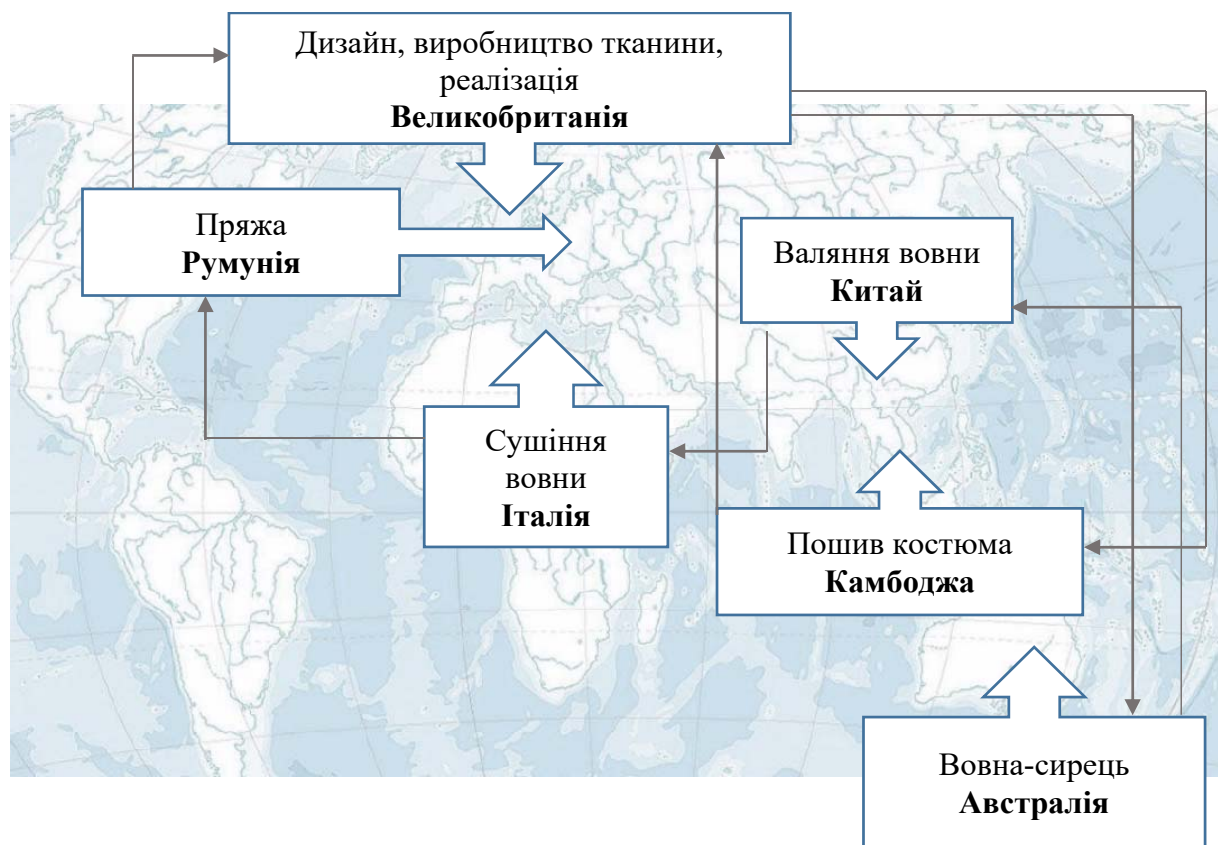 Дизайн, виробництво тканини,
реалізація
Великобританія
Пряжа
Румунія
Валяння вовни
Китай
Сушіння
вовни
Італія
Пошив костюма
Камбоджа
Вовна-сирець
Австралія